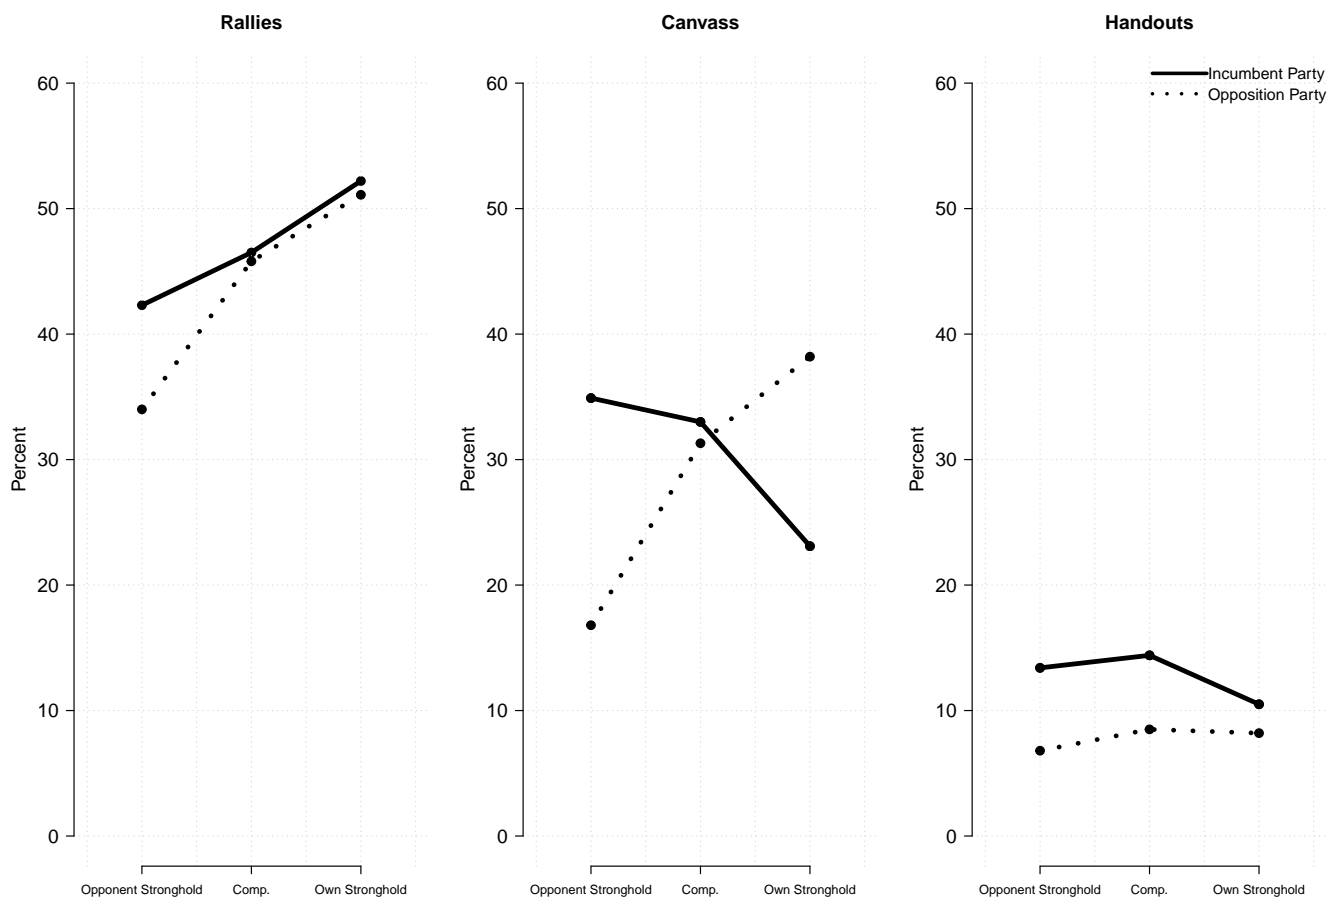 Rallies
Percent
60
50
40
30
20
10
0
Opponent Stronghold
Comp.
Own Stronghold
Canvass
Percent
60
50
40
30
20
10
0
Opponent Stronghold
Comp.
Own Stronghold
Handouts
Incumbent Party
Opposition Party
Percent
60
50
40
30
20
10
0
Opponent Stronghold
Comp.
Own Stronghold